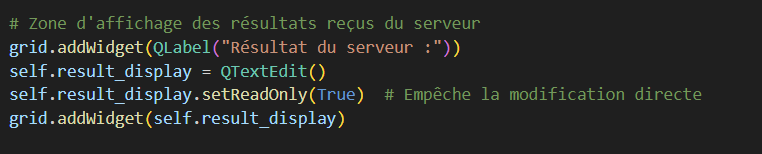 # Zone d'affichage des résultats reçus du serveur
grid.addWidget(QLabel("Résultat du serveur :"))
self.result_display = QTextEdit()
self.result_display.setReadOnly(True)  # Empêche la modification directe
grid.addWidget(self.result_display)